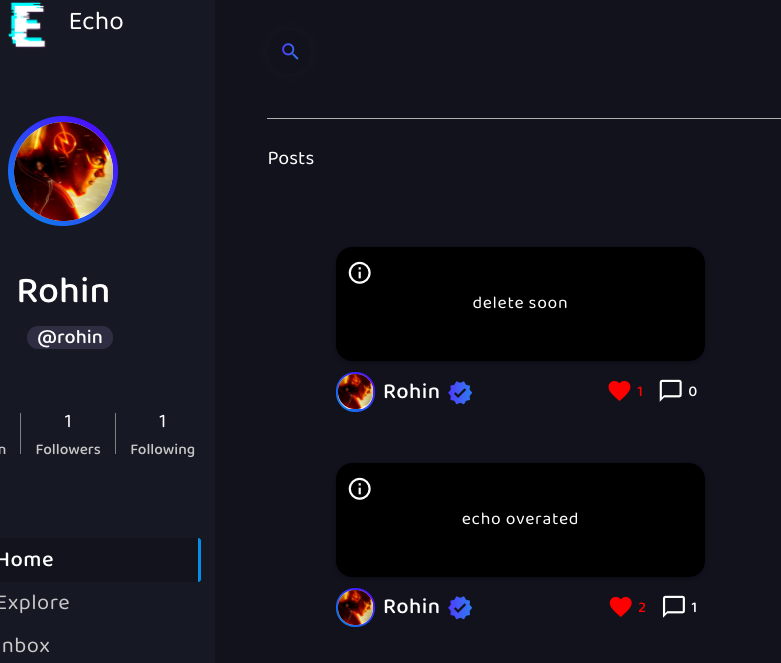 Echo
Rohin
@rohin
1
1
n
Followers
Following
Home
Explore
nbox
Posts
delete soon
Rohin
1
0
echo overated
Rohin
2
1